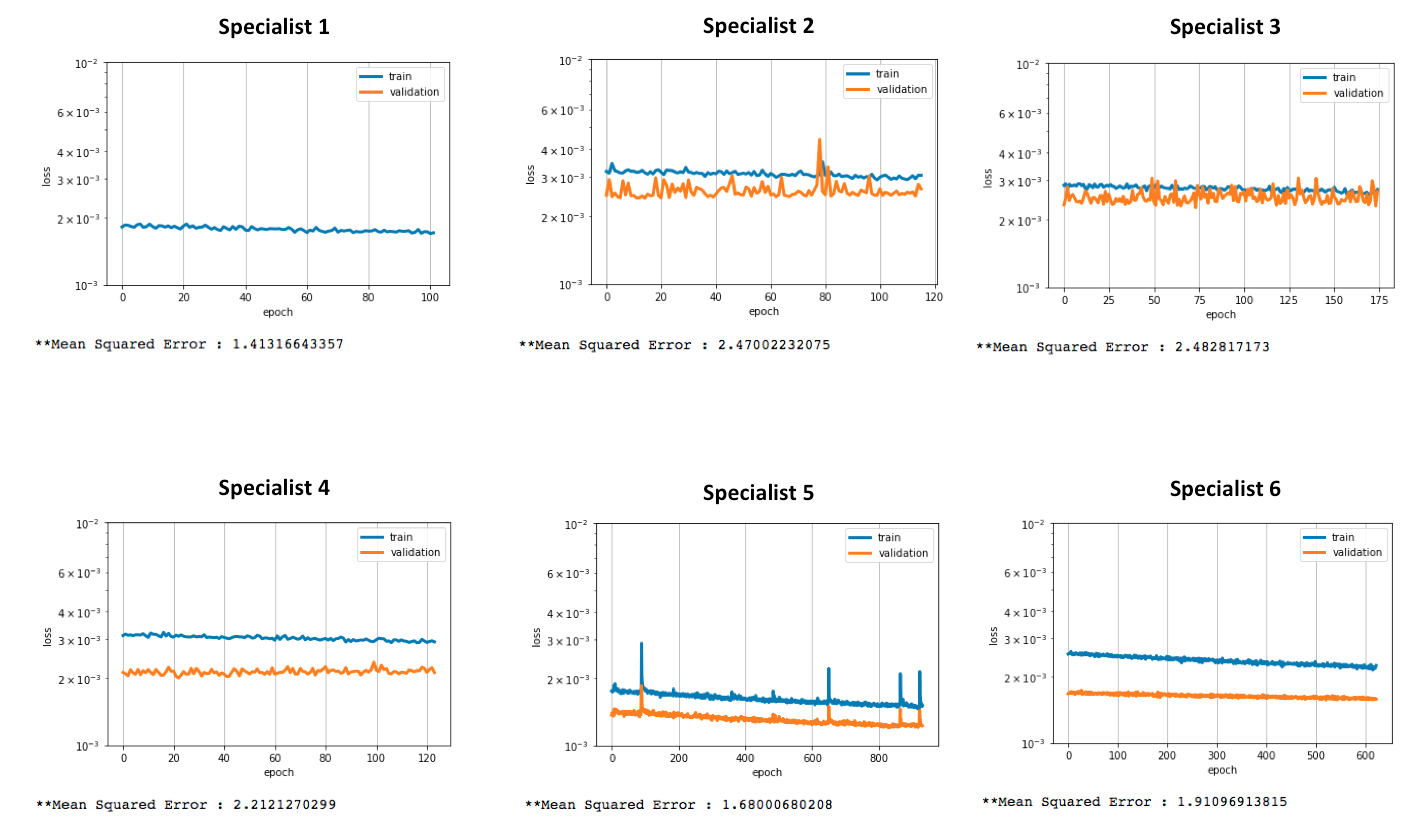 Specialist 1
10⁻²
6 × 10⁻³
4 × 10⁻³
3 × 10⁻³
2 × 10⁻³
10⁻³
loss
train
validation
0 20 40 60 80 100
epoch
**Mean Squared Error : 1.41316643357
Specialist 2
10⁻²
6 × 10⁻³
4 × 10⁻³
3 × 10⁻³
2 × 10⁻³
10⁻³
loss
train
validation
0 20 40 60 80 100 120
epoch
**Mean Squared Error : 2.47002232075
Specialist 3
10⁻²
6 × 10⁻³
4 × 10⁻³
3 × 10⁻³
2 × 10⁻³
10⁻³
loss
train
validation
0 25 50 75 100 125 150 175
epoch
**Mean Squared Error : 2.482817173
Specialist 4
10⁻²
6 × 10⁻³
4 × 10⁻³
3 × 10⁻³
2 × 10⁻³
10⁻³
loss
train
validation
0 20 40 60 80 100 120
epoch
**Mean Squared Error : 2.2121270299
Specialist 5
10⁻²
6 × 10⁻³
4 × 10⁻³
3 × 10⁻³
2 × 10⁻³
10⁻³
loss
train
validation
0 200 400 600 800
epoch
**Mean Squared Error : 1.68000680208
Specialist 6
10⁻²
6 × 10⁻³
4 × 10⁻³
3 × 10⁻³
2 × 10⁻³
10⁻³
loss
train
validation
0 100 200 300 400 500 600
epoch
**Mean Squared Error : 1.91096913815